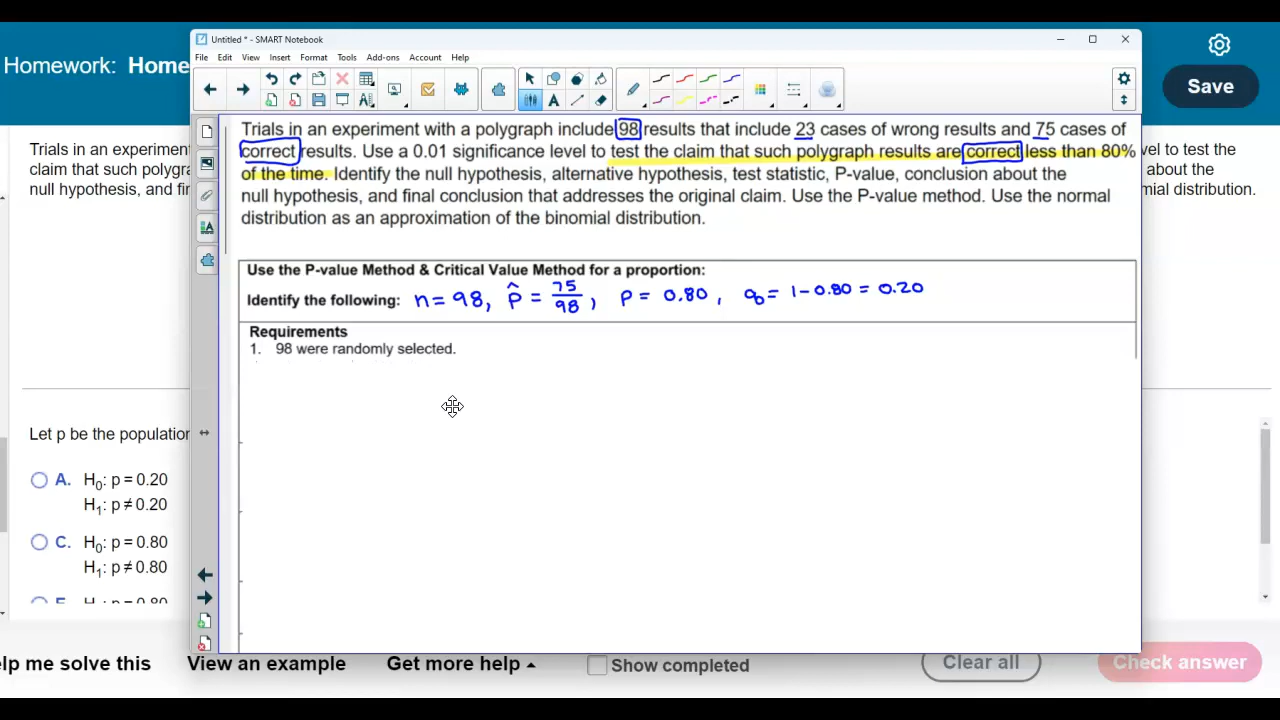 Homework: Home
Save
Untitled * - SMART Notebook
File Edit View Insert Format Tools Add-ons Account Help
Trials in an experiment
claim that such polygra
null hypothesis, and fin
vel to test the
about the
mial distribution.
Trials in an experiment with a polygraph include 98 results that include 23 cases of wrong results and 75 cases of
correct results. Use a 0.01 significance level to test the claim that such polygraph results are correct less than 80%
of the time. Identify the null hypothesis, alternative hypothesis, test statistic, P-value, conclusion about the
null hypothesis, and final conclusion that addresses the original claim. Use the P-value method. Use the normal
distribution as an approximation of the binomial distribution.
Use the P-value Method & Critical Value Method for a proportion:
Identify the following: n = 98, p̂ = 75/98, p = 0.80, q = 1-0.80 = 0.20
Requirements
1. 98 were randomly selected.
Let p be the population
A. H₀: p = 0.20
H₁: p ≠ 0.20
C. H₀: p = 0.80
H₁: p ≠ 0.80
elp me solve this View an example Get more help Show completed Clear all Check answer